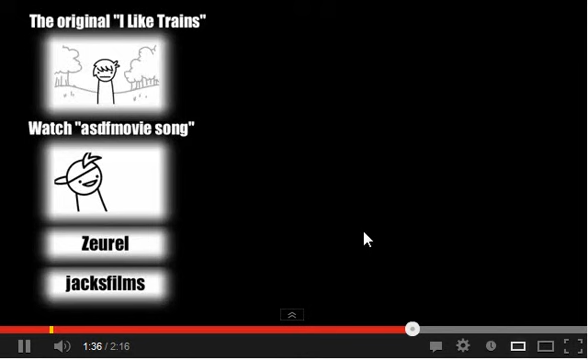 The original "I Like Trains"
Watch "asdfmovie song"
Zeurel
jacksfilms
1:36 / 2:16